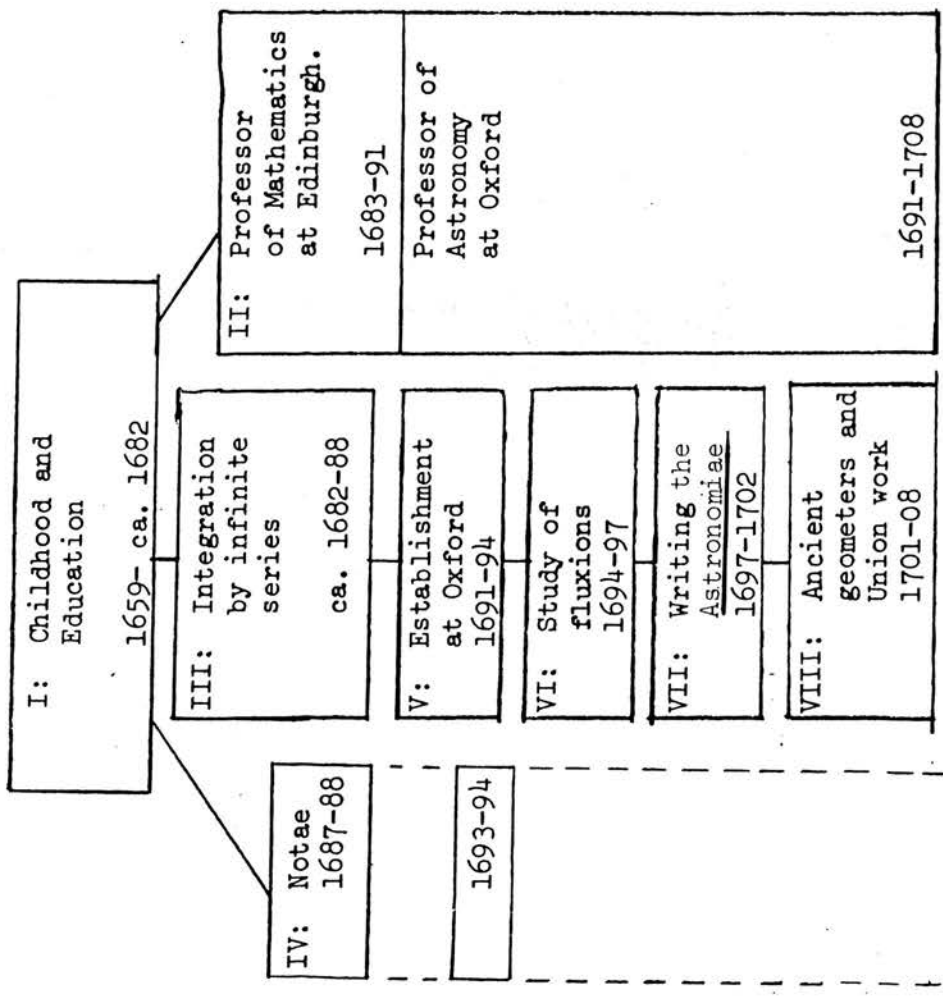 I: Childhood and
Education
1659- ca. 1682
IV: Notae
1687-88
1693-94
III: Integration
by infinite
series
ca. 1682-88
V: Establishment
at Oxford
1691-94
VI: Study of
fluxions
1694-97
VII: Writing the
Astronomiae
1697-1702
VIII: Ancient
geometers and
Union work
1701-08
II: Professor
of Mathematics
at Edinburgh.
1683-91
Professor of
Astronomy
at Oxford
1691-1708